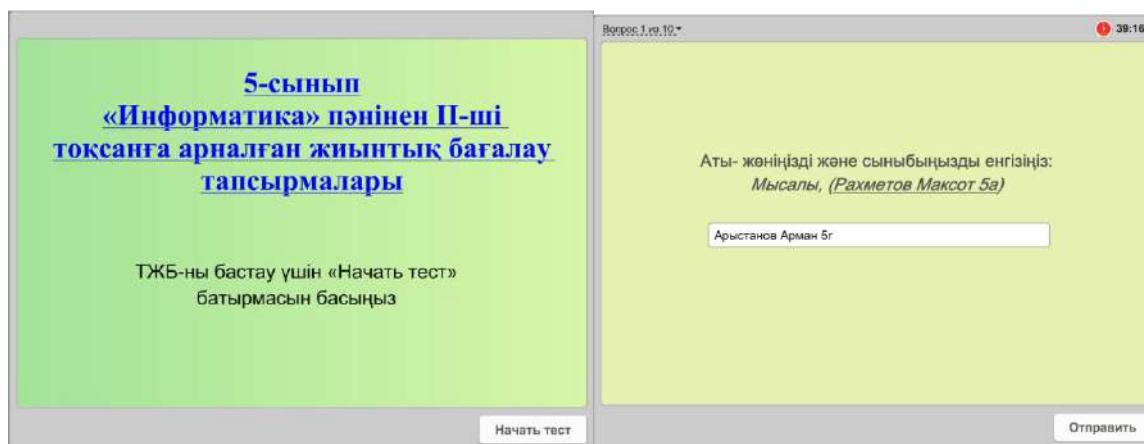 5-сынып
«Информатика» пәнінен II-ші
тоқсанға арналған жиынтық бағалау
тапсырмалары
ТЖБ-ны бастау үшін «Начать тест»
батырмасын басыңыз
Начать тест
Вопрос 1 из 10
39:16
Аты- жөніңізді және сыныбыңызды енгізіңіз:
Мысалы, (Рахметов Максот 5а)
Арыстанов Арман 5г
Отправить